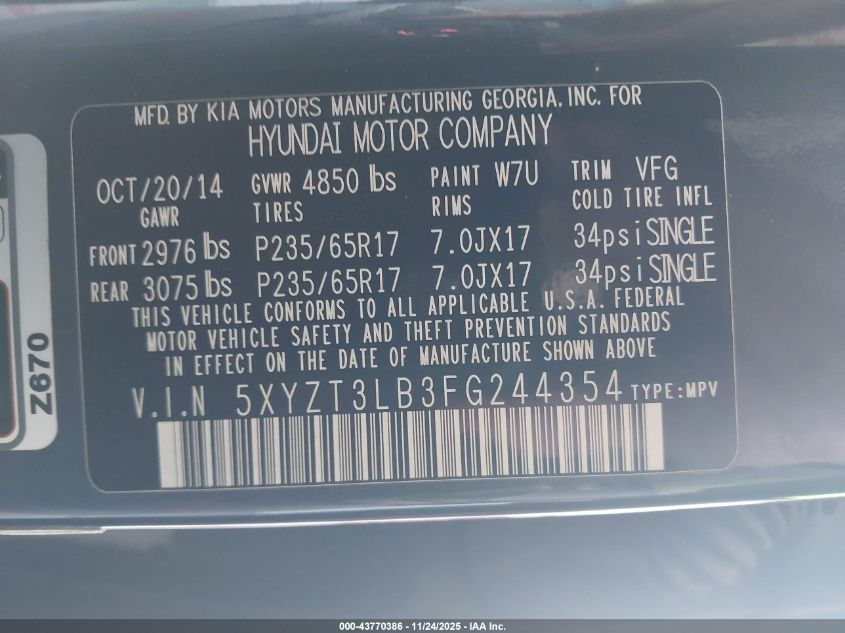 MFD. BY KIA MOTORS MANUFACTURING GEORGIA, INC. FOR
HYUNDAI MOTOR COMPANY
OCT/20/14 GVWR 4850 lbs PAINT W7U TRIM VFG
GAWR TIRES RIMS COLD TIRE INFL
FRONT 2976 lbs P235/65R17 7.0JX17 34psi SINGLE
REAR 3075 lbs P235/65R17 7.0JX17 34psi SINGLE
THIS VEHICLE CONFORMS TO ALL APPLICABLE U.S.A. FEDERAL
MOTOR VEHICLE SAFETY AND THEFT PREVENTION STANDARDS
IN EFFECT ON THE DATE OF MANUFACTURE SHOWN ABOVE
V.I.N 5XYZT3LB3FG244354 TYPE:MPV
Z670
000-43770386 - 11/24/2025 - IAA Inc.